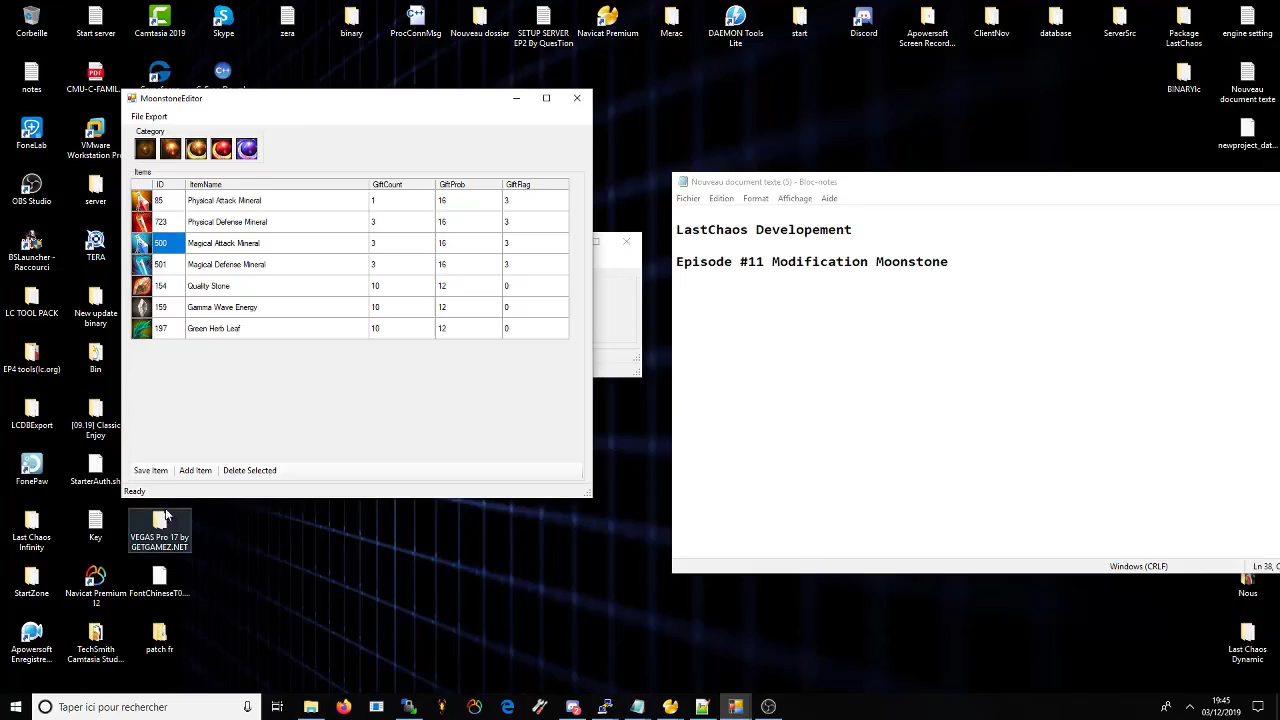 Corbeille
Start server
Camtasia 2019
Skype
zera
binary
ProcConnMsg
Nouveau dossier
SETUP SERVER
EP2 By QuesTion
Navicat Premium
Merac
DAEMON Tools
Lite
start
Discord
Apowersoft
Screen Record...
ClientNov
database
ServerSrc
Package
LastChaos
engine setting
notes
CMU-C-FAMIL...
BINARYlc
Nouveau
document texte
FoneLab
VMware
Workstation Pr
newproject_dat...
OBS Studio
server
BSLauncher -
Raccourci
TERA
LC TOOL PACK
New update
binary
EP4 tools(lc.org)
Bin
LCDBExport
[09.19] Classic
Enjoy
FonePaw
StarterAuth.sh
Last Chaos
Infinity
Key
VEGAS Pro 17 by
GETGAMEZ.NET
StartZone
Navicat Premium
12
FontChineseT0....
Apowersoft
Enregistre...
TechSmith
Camtasia Stud...
patch fr
Nous
Last Chaos
Dynamic
MoonstoneEditor
File Export
Category
Items
ID ItemName GiftCount GiftProb GiftFlag
85 Physical Attack Mineral 1 16 3
723 Physical Defense Mineral 3 16 3
500 Magical Attack Mineral 3 16 3
501 Magical Defense Mineral 3 16 3
154 Quality Stone 10 12 0
159 Gamma Wave Energy 10 12 0
197 Green Herb Leaf 10 12 0
Save Item Add Item Delete Selected
Ready
Nouveau document texte (5) - Bloc-notes
Fichier Edition Format Affichage Aide
LastChaos Developement
Episode #11 Modification Moonstone
Windows (CRLF) Ln 38, C
Taper ici pour rechercher
19:45
03/12/2019